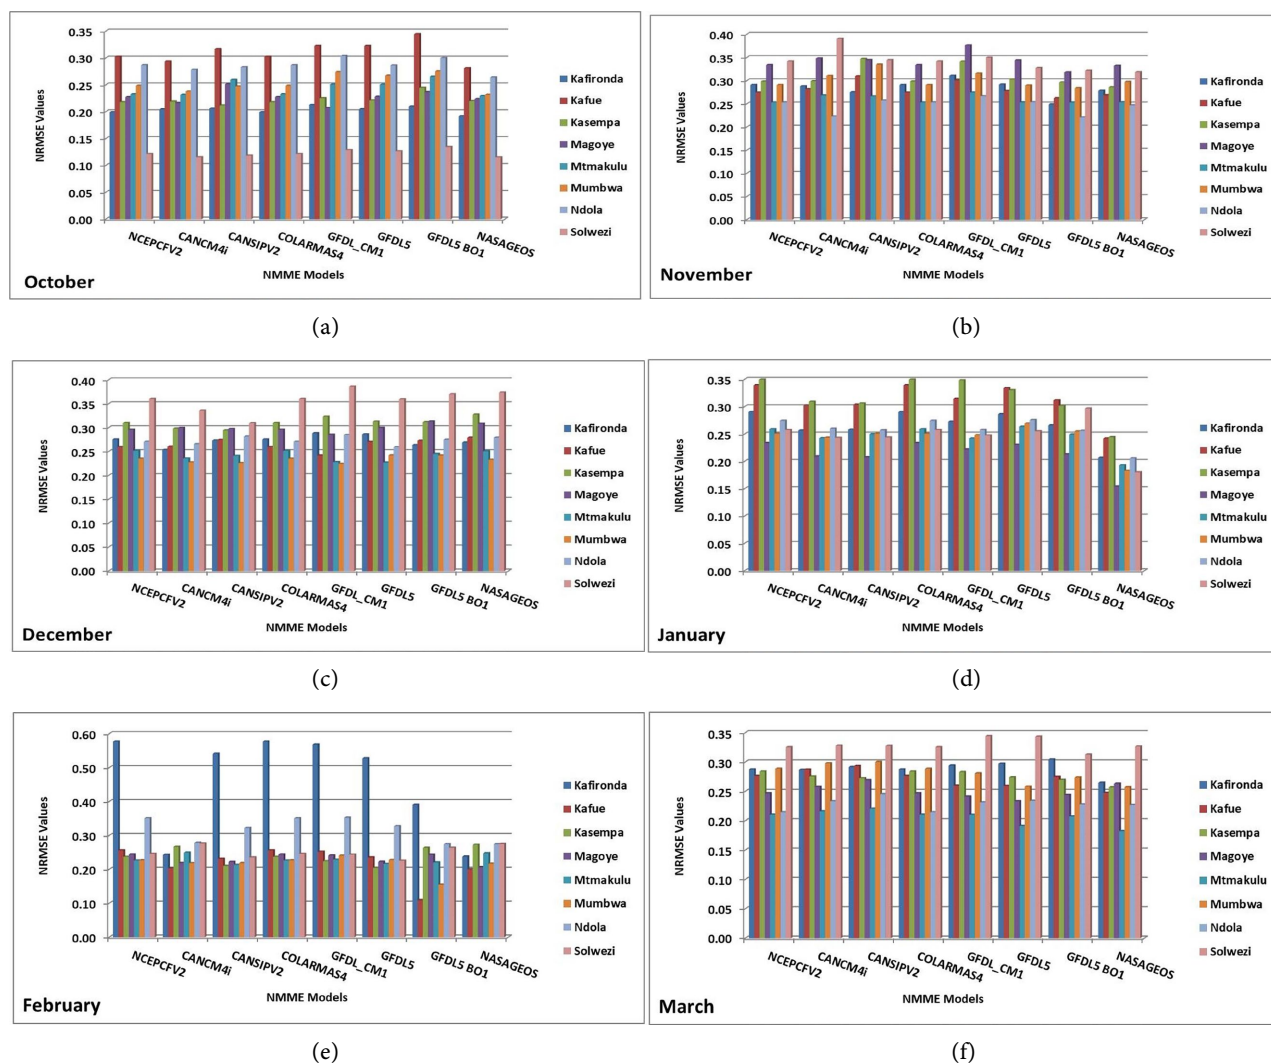 0.35
0.30
0.25
0.20
0.15
0.10
0.05
0.00
NRMSE Values
NCEPCFV2
CANCM4i
CANSIPV2
COLARMAS4
GFDL_CM1
GFDL5
GFDL5 BO1
NASAGEOS
NMME Models
October
Kafironda
Kafue
Kasempa
Magoye
Mtmakulu
Mumbwa
Ndola
Solwezi
(a)
0.40
0.35
0.30
0.25
0.20
0.15
0.10
0.05
0.00
NRMSE Values
NCEPCFV2
CANCM4i
CANSIPV2
COLARMAS4
GFDL_CM1
GFDL5
GFDL5 BO1
NASAGEOS
NMME Models
November
Kafironda
Kafue
Kasempa
Magoye
Mtmakulu
Mumbwa
Ndola
Solwezi
(b)
0.40
0.35
0.30
0.25
0.20
0.15
0.10
0.05
0.00
NRMSE Values
NCEPCFV2
CANCM4i
CANSIPV2
COLARMAS4
GFDL_CM1
GFDL5
GFDL5 BO1
NASAGEOS
NMME Models
December
Kafironda
Kafue
Kasempa
Magoye
Mtmakulu
Mumbwa
Ndola
Solwezi
(c)
0.35
0.30
0.25
0.20
0.15
0.10
0.05
0.00
NRMSE Values
NCEPCFV2
CANCM4i
CANSIPV2
COLARMAS4
GFDL_CM1
GFDL5
GFDL5 BO1
NASAGEOS
NMME Models
January
Kafironda
Kafue
Kasempa
Magoye
Mtmakulu
Mumbwa
Ndola
Solwezi
(d)
0.60
0.50
0.40
0.30
0.20
0.10
0.00
NRMSE Values
NCEPCFV2
CANCM4i
CANSIPV2
COLARMAS4
GFDL_CM1
GFDL5
GFDL5 BO1
NASAGEOS
NMME Models
February
Kafironda
Kafue
Kasempa
Magoye
Mtmakulu
Mumbwa
Ndola
Solwezi
(e)
0.35
0.30
0.25
0.20
0.15
0.10
0.05
0.00
NRMSE Values
NCEPCFV2
CANCM4i
CANSIPV2
COLARMAS4
GFDL_CM1
GFDL5
GFDL5 BO1
NASAGEOS
NMME Models
March
Kafironda
Kafue
Kasempa
Magoye
Mtmakulu
Mumbwa
Ndola
Solwezi
(f)